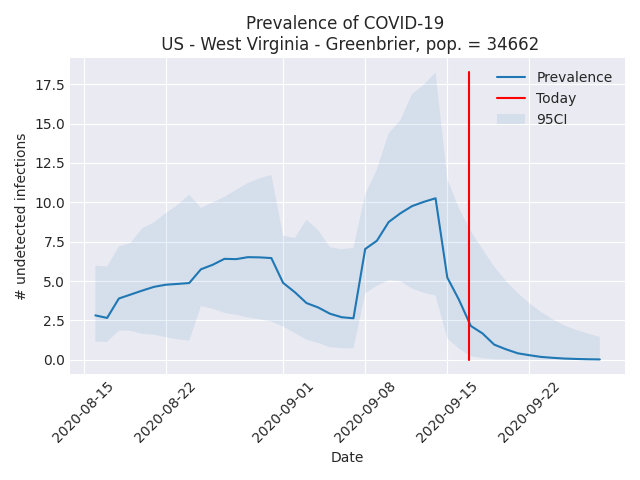 Prevalence of COVID-19
US - West Virginia - Greenbrier, pop. = 34662
Prevalence
Today
95CI
# undetected infections
17.5
15.0
12.5
10.0
7.5
5.0
2.5
0.0
2020-08-15
2020-08-22
2020-09-01
2020-09-08
2020-09-15
2020-09-22
Date